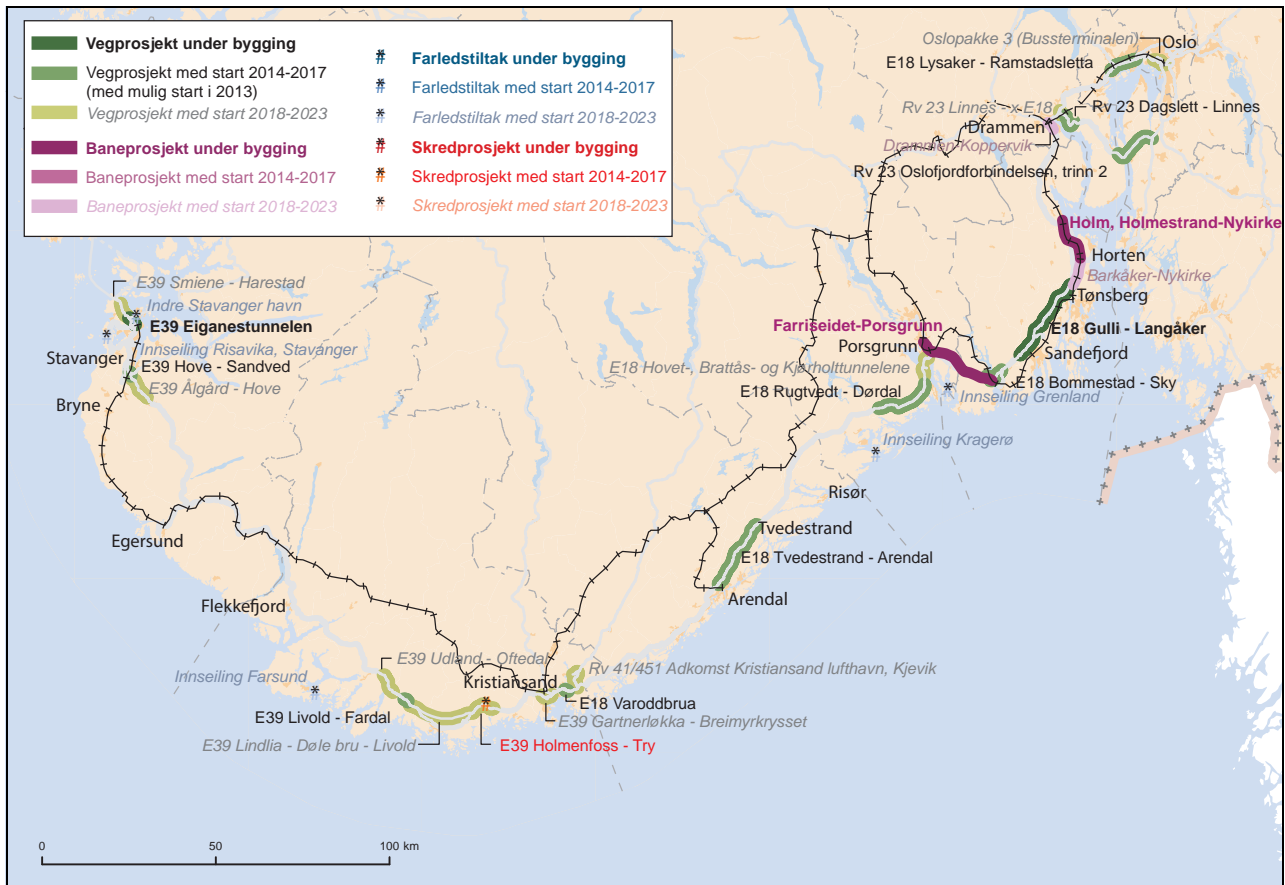 Vegprosjekt under bygging
Vegprosjekt med start 2014-2017
(med mulig start i 2013)
Vegprosjekt med start 2018-2023
Baneprosjekt under bygging
Baneprosjekt med start 2014-2017
Baneprosjekt med start 2018-2023
Farledstiltak under bygging
Farledstiltak med start 2014-2017
Farledstiltak med start 2018-2023
Skredprosjekt under bygging
Skredprosjekt med start 2014-2017
Skredprosjekt med start 2018-2023
Oslopakke 3 (Bussterminalen)
Oslo
E18 Lysaker - Ramstadsletta
Rv 23 Linnes - x E18
Rv 23 Dagslett - Linnes
Drammen
Drammen-Koppervik
Rv 23 Oslofjordforbindelsen, trinn 2
Holm, Holmestrand-Nykirke
Horten
Barkåker-Nykirke
Tønsberg
E18 Gulli - Langåker
Sandefjord
E18 Bommestad - Sky
Farriseidet-Porsgrunn
Porsgrunn
E18 Hovet-, Brattås- og Kjørholttunnelene
E18 Rugtvedt - Dørdal
Innseiling Grenland
Innseiling Kragerø
Risør
Tvedestrand
E18 Tvedestrand - Arendal
Arendal
E39 Smiene - Harestad
Indre Stavanger havn
E39 Eiganestunnelen
Innseiling Risavika, Stavanger
Stavanger
E39 Hove - Sandved
E39 Ålgård - Hove
Bryne
Egersund
Flekkefjord
E39 Udland - Oftedal
Innseiling Farsund
Kristiansand
Rv 41/451 Adkomst Kristiansand lufthavn, Kjevik
E18 Varoddbrua
E39 Livold - Fardal
E39 Gartnerløkka - Breimyrkrysset
E39 Lindlia - Døle bru - Livold
E39 Holmenfoss - Try
0
50
100 km